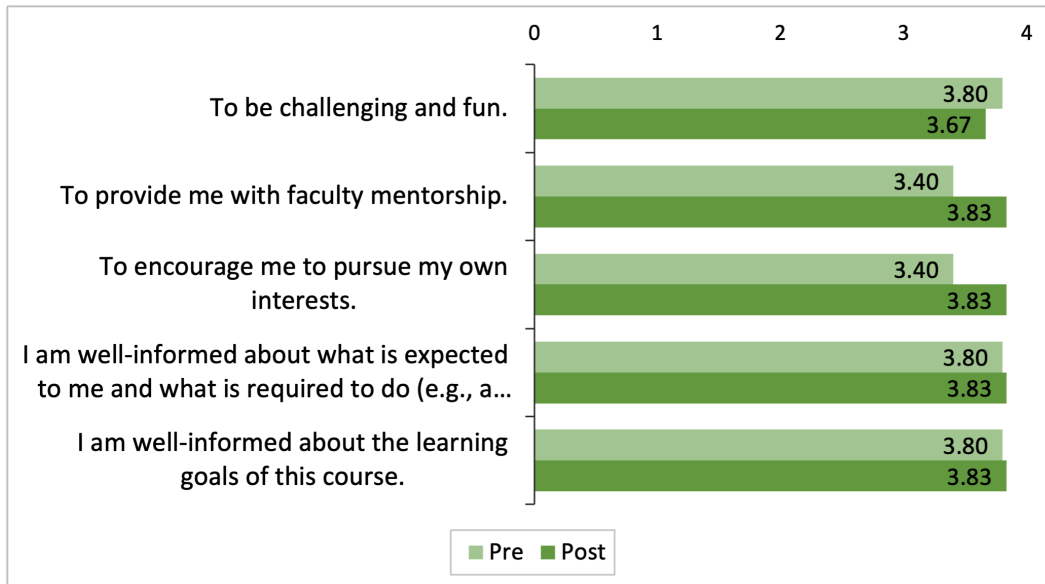 0 1 2 3 4
To be challenging and fun.
3.80
3.67
To provide me with faculty mentorship.
3.40
3.83
To encourage me to pursue my own
interests.
3.40
3.83
I am well-informed about what is expected
to me and what is required to do (e.g., a...
3.80
3.83
I am well-informed about the learning
goals of this course.
3.80
3.83
Pre Post